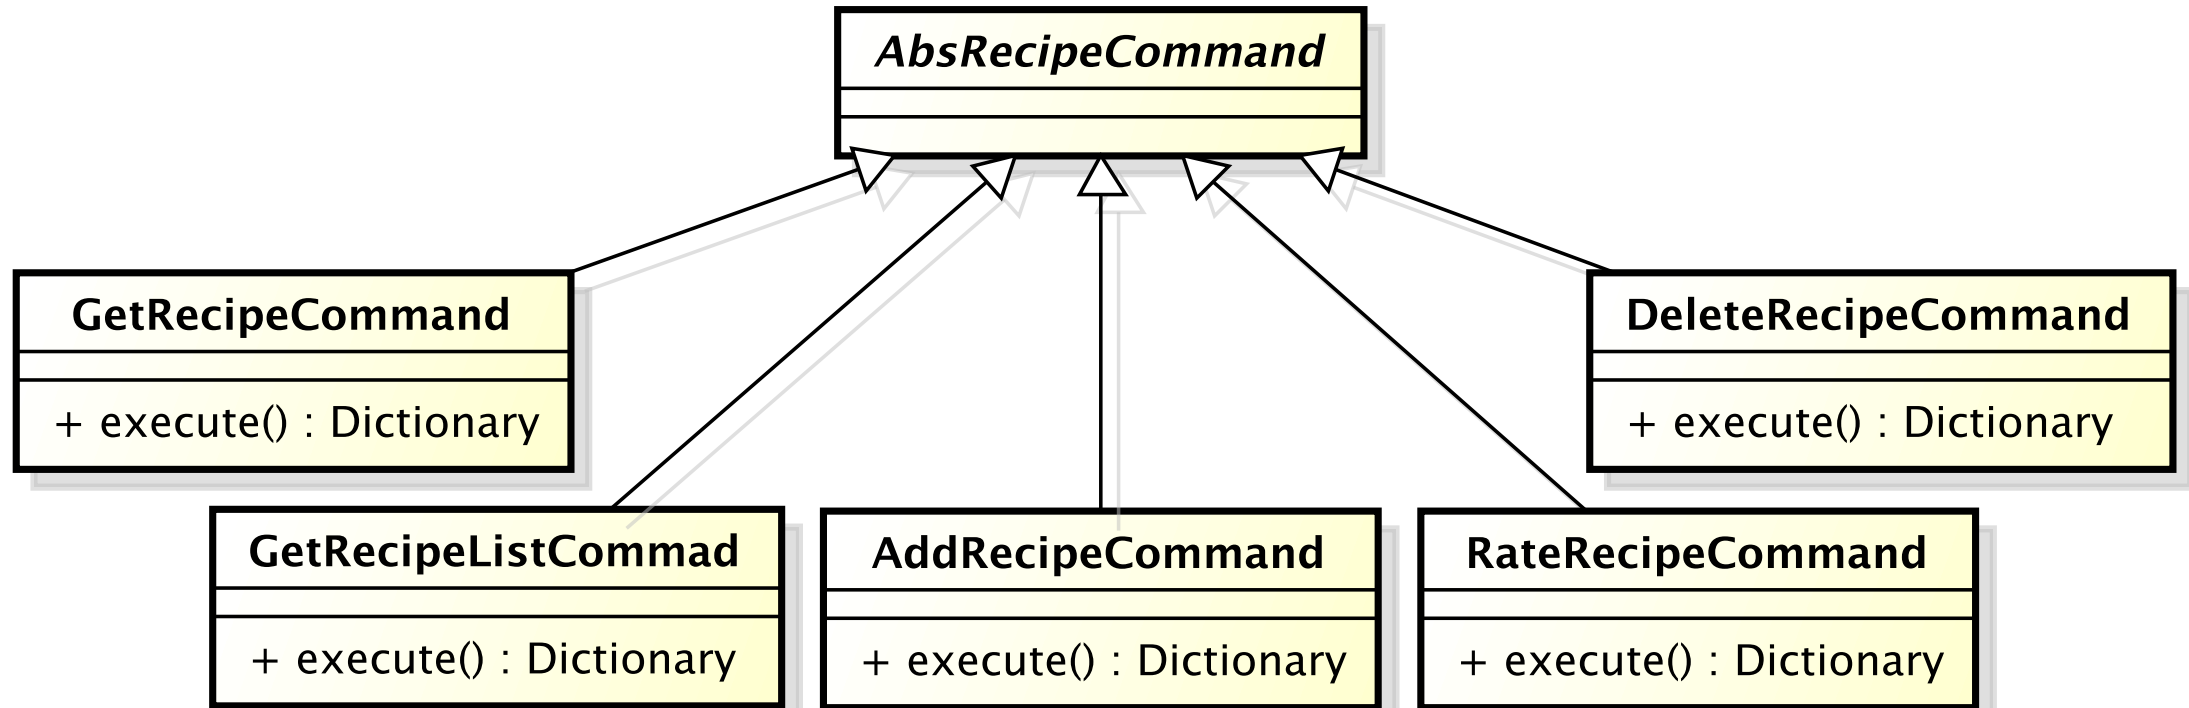 AbsRecipeCommand
GetRecipeCommand
+ execute() : Dictionary
DeleteRecipeCommand
+ execute() : Dictionary
GetRecipeListCommad
+ execute() : Dictionary
AddRecipeCommand
+ execute() : Dictionary
RateRecipeCommand
+ execute() : Dictionary